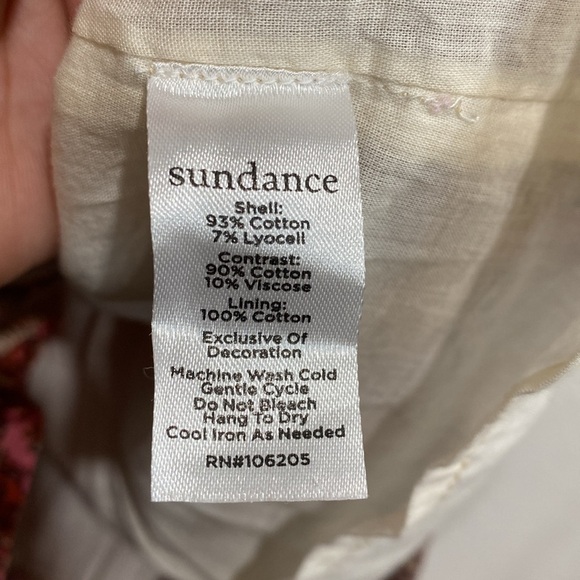 sundance
Shell:
93% Cotton
7% Lyocell
Contrast:
90% Cotton
10% Viscose
Lining:
100% Cotton
Exclusive Of
Decoration
Machine Wash Cold
Gentle Cycle
Do Not Bleach
Hang To Dry
Cool Iron As Needed
RN#106205